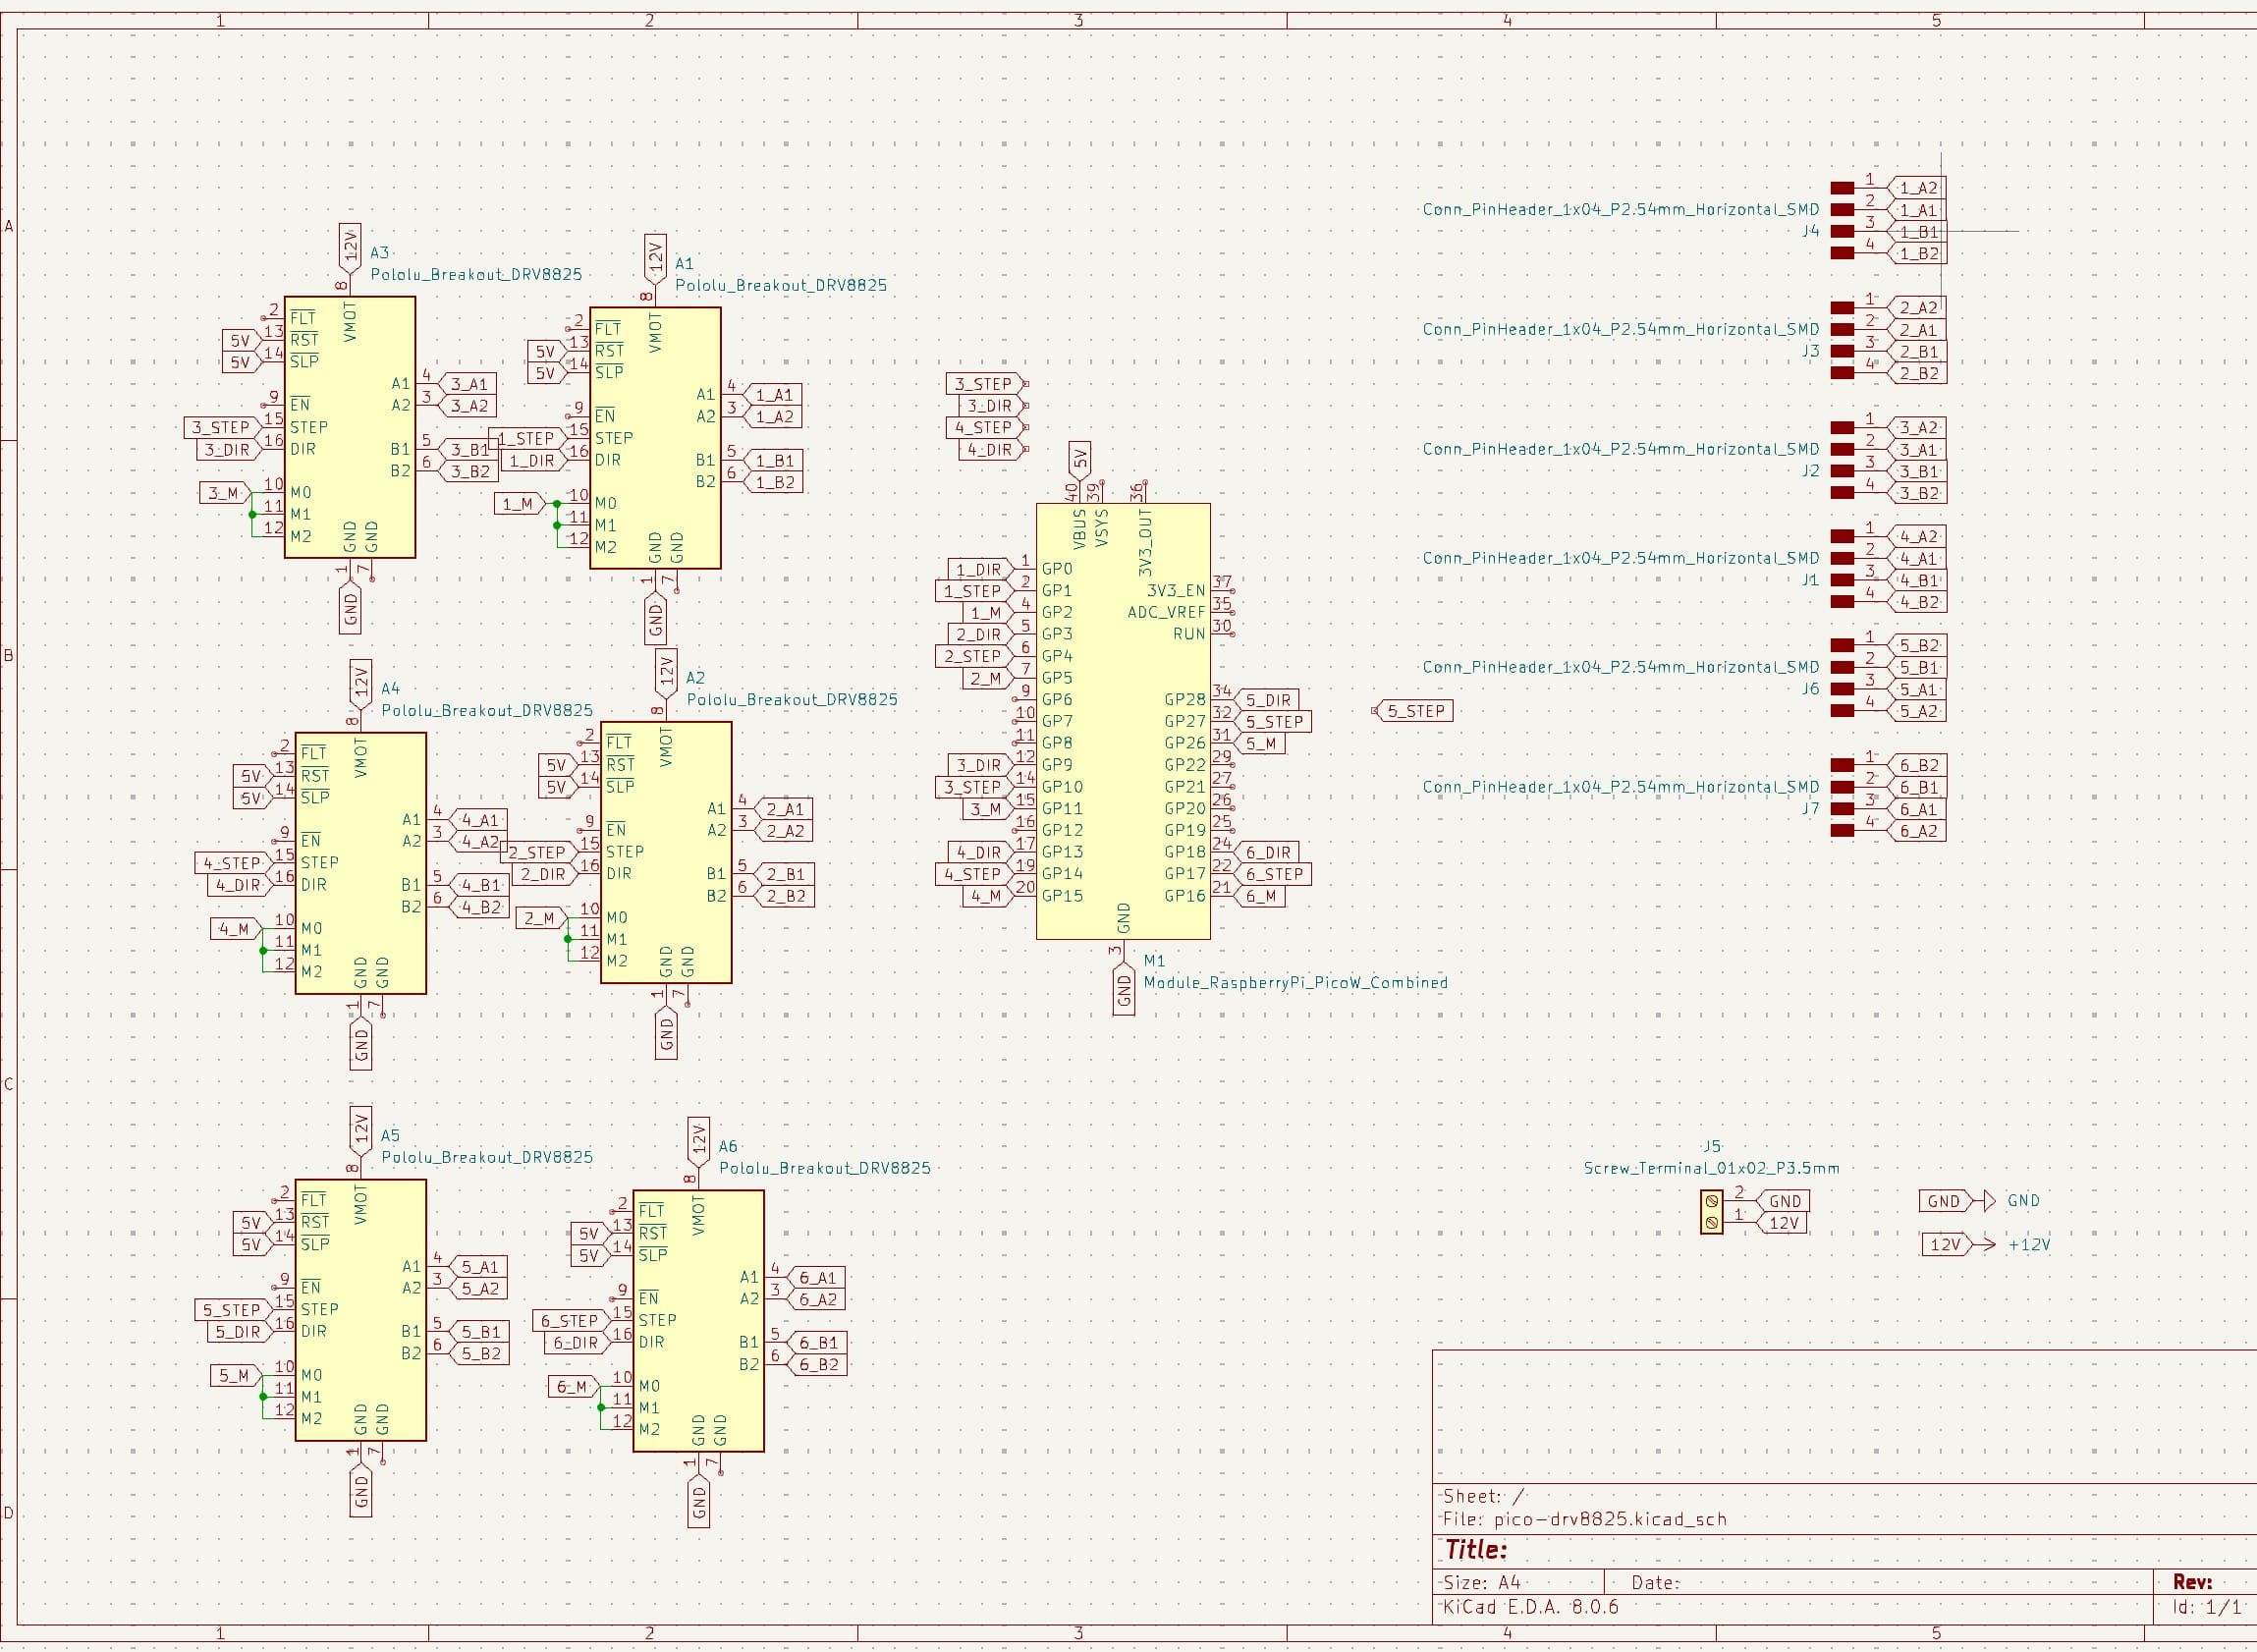 1 2 3 4 5
A
B
C
D
12V
A3
Pololu_Breakout_DRV8825
8
VMOT
2 FLT
5V 13 RST
5V 14 SLP
9 EN
3_STEP 15 STEP
3_DIR 16 DIR
3_M 10 M0
11 M1
12 M2
A1 4 3_A1
A2 3 3_A2
B1 5 3_B1
B2 6 3_B2
GND GND
1 7
GND
12V
A1
Pololu_Breakout_DRV8825
8
VMOT
2 FLT
5V 13 RST
5V 14 SLP
9 EN
1_STEP 15 STEP
1_DIR 16 DIR
1_M 10 M0
11 M1
12 M2
A1 4 1_A1
A2 3 1_A2
B1 5 1_B1
B2 6 1_B2
GND GND
1 7
GND
12V
A4
Pololu_Breakout_DRV8825
8
VMOT
2 FLT
5V 13 RST
5V 14 SLP
9 EN
4_STEP 15 STEP
4_DIR 16 DIR
4_M 10 M0
11 M1
12 M2
A1 4 4_A1
A2 3 4_A2
B1 5 4_B1
B2 6 4_B2
GND GND
1 7
GND
12V
A2
Pololu_Breakout_DRV8825
8
VMOT
2 FLT
5V 13 RST
5V 14 SLP
9 EN
2_STEP 15 STEP
2_DIR 16 DIR
2_M 10 M0
11 M1
12 M2
A1 4 2_A1
A2 3 2_A2
B1 5 2_B1
B2 6 2_B2
GND GND
1 7
GND
12V
A5
Pololu_Breakout_DRV8825
8
VMOT
2 FLT
5V 13 RST
5V 14 SLP
9 EN
5_STEP 15 STEP
5_DIR 16 DIR
5_M 10 M0
11 M1
12 M2
A1 4 5_A1
A2 3 5_A2
B1 5 5_B1
B2 6 5_B2
GND GND
1 7
GND
12V
A6
Pololu_Breakout_DRV8825
8
VMOT
2 FLT
5V 13 RST
5V 14 SLP
9 EN
6_STEP 15 STEP
6_DIR 16 DIR
6_M 10 M0
11 M1
12 M2
A1 4 6_A1
A2 3 6_A2
B1 5 6_B1
B2 6 6_B2
GND GND
1 7
GND
3_STEP
3_DIR
4_STEP
4_DIR
5V
40 39 36
VBUS VSYS 3V3_OUT
1_DIR 1 GP0
1_STEP 2 GP1
1_M 4 GP2
2_DIR 5 GP3
2_STEP 6 GP4
2_M 7 GP5
9 GP6
10 GP7
11 GP8
3_DIR 12 GP9
3_STEP 14 GP10
3_M 15 GP11
16 GP12
4_DIR 17 GP13
4_STEP 19 GP14
4_M 20 GP15
3V3_EN 37
ADC_VREF 35
RUN 30
GP28 34 5_DIR
GP27 32 5_STEP
GP26 31 5_M
GP22 29
GP21 27
GP20 26
GP19 25
GP18 24 6_DIR
GP17 22 6_STEP
GP16 21 6_M
GND
3
GND
M1
Module_RaspberryPi_PicoW_Combined
5_STEP
Conn_PinHeader_1x04_P2.54mm_Horizontal_SMD
J4
1 1_A2
2 1_A1
3 1_B1
4 1_B2
Conn_PinHeader_1x04_P2.54mm_Horizontal_SMD
J3
1 2_A2
2 2_A1
3 2_B1
4 2_B2
Conn_PinHeader_1x04_P2.54mm_Horizontal_SMD
J2
1 3_A2
2 3_A1
3 3_B1
4 3_B2
Conn_PinHeader_1x04_P2.54mm_Horizontal_SMD
J1
1 4_A2
2 4_A1
3 4_B1
4 4_B2
Conn_PinHeader_1x04_P2.54mm_Horizontal_SMD
J6
1 5_B2
2 5_B1
3 5_A1
4 5_A2
Conn_PinHeader_1x04_P2.54mm_Horizontal_SMD
J7
1 6_B2
2 6_B1
3 6_A1
4 6_A2
J5
Screw_Terminal_01x02_P3.5mm
2 GND
1 12V
GND GND
12V +12V
Sheet: /
File: pico-drv8825.kicad_sch
Title:
Size: A4 Date: Rev:
KiCad E.D.A. 8.0.6 Id: 1/1
1 2 3 4 5